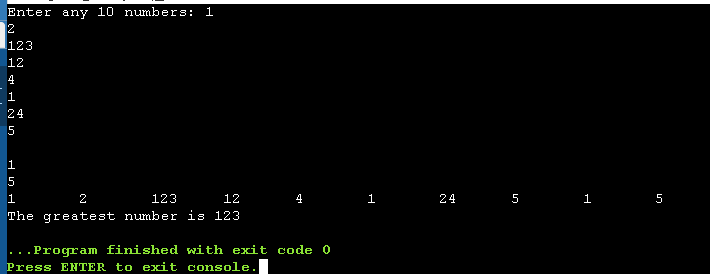 Enter any 10 numbers: 1
2
123
12
4
1
24
5
1
5
1 2 123 12 4 1 24 5 1 5
The greatest number is 123
...Program finished with exit code 0
Press ENTER to exit console.